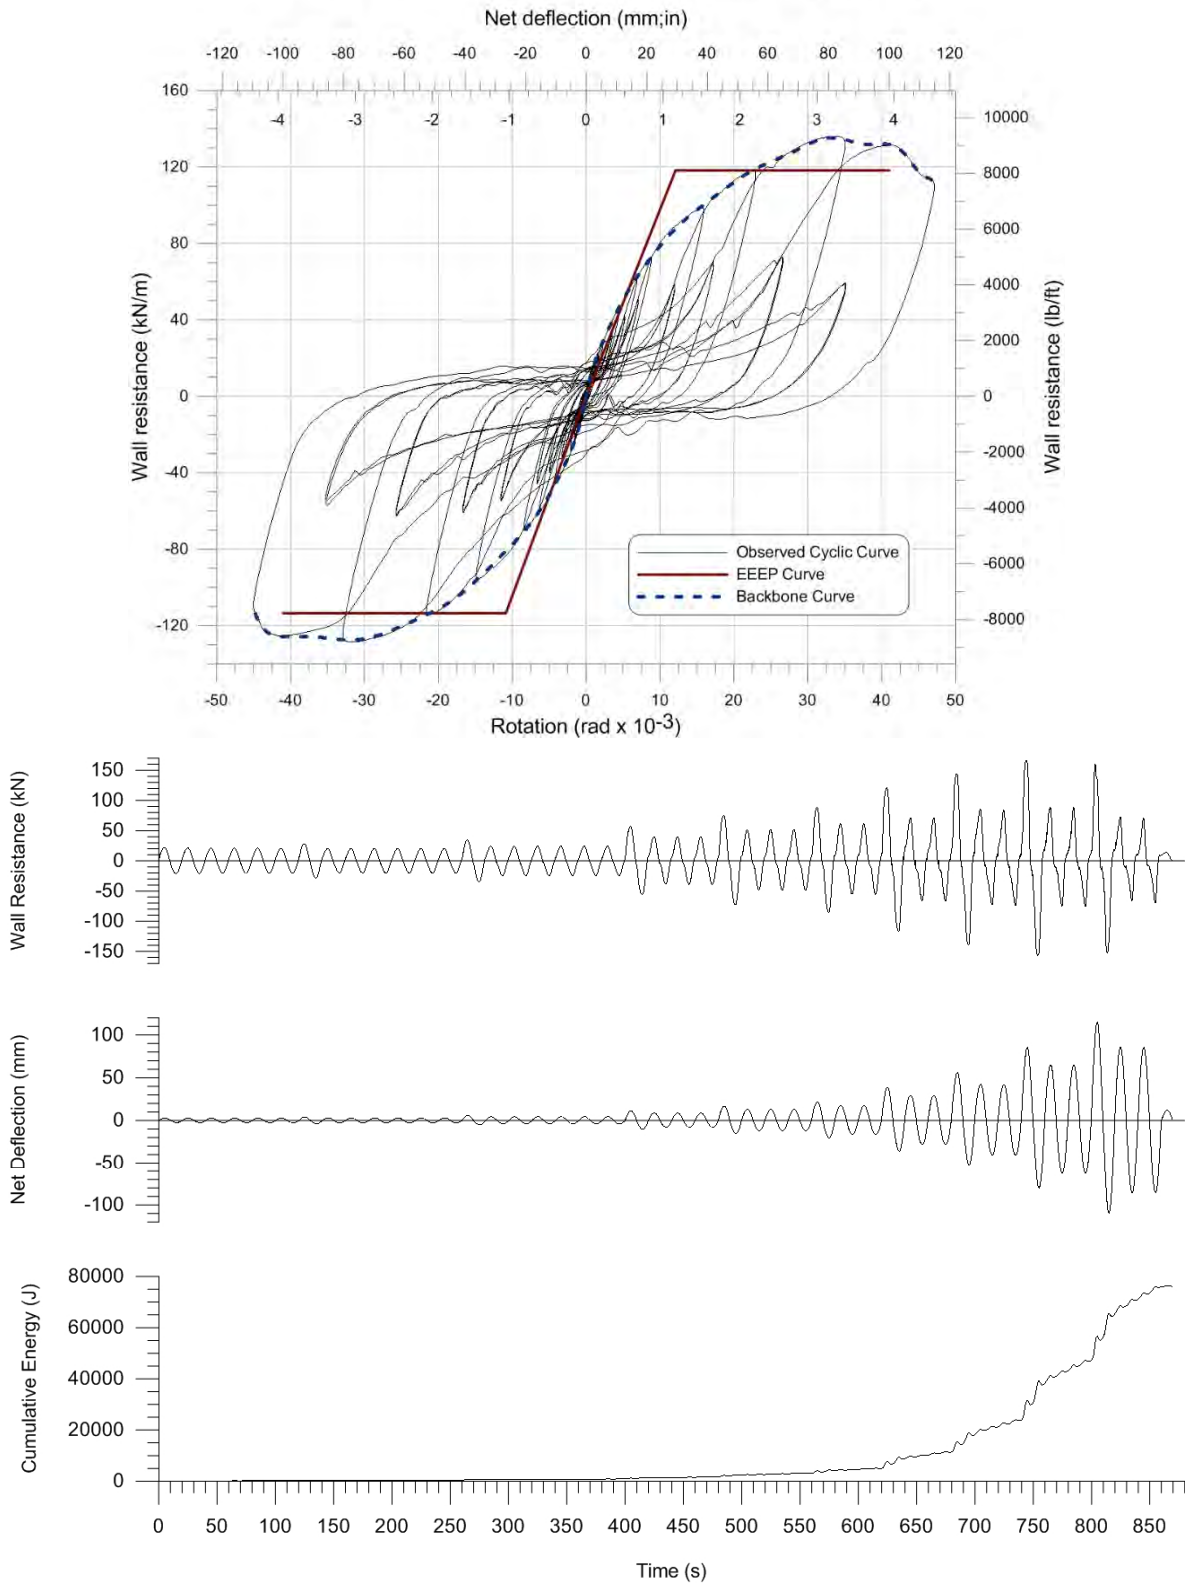 Net deflection (mm;in)
-120 -100 -80 -60 -40 -20 0 20 40 60 80 100 120
160
-4 -3 -2 -1 0 1 2 3 4
10000
120
8000
80
6000
4000
40
2000
0
0
-40
-2000
-4000
-80
-6000
-120
-8000
Wall resistance (kN/m)
Wall resistance (lb/ft)
Observed Cyclic Curve
EEEP Curve
Backbone Curve
-50 -40 -30 -20 -10 0 10 20 30 40 50
Rotation (rad x 10-3)
Wall Resistance (kN)
150
100
50
0
-50
-100
-150
Net Deflection (mm)
100
50
0
-50
-100
Cumulative Energy (J)
80000
60000
40000
20000
0
0 50 100 150 200 250 300 350 400 450 500 550 600 650 700 750 800 850
Time (s)